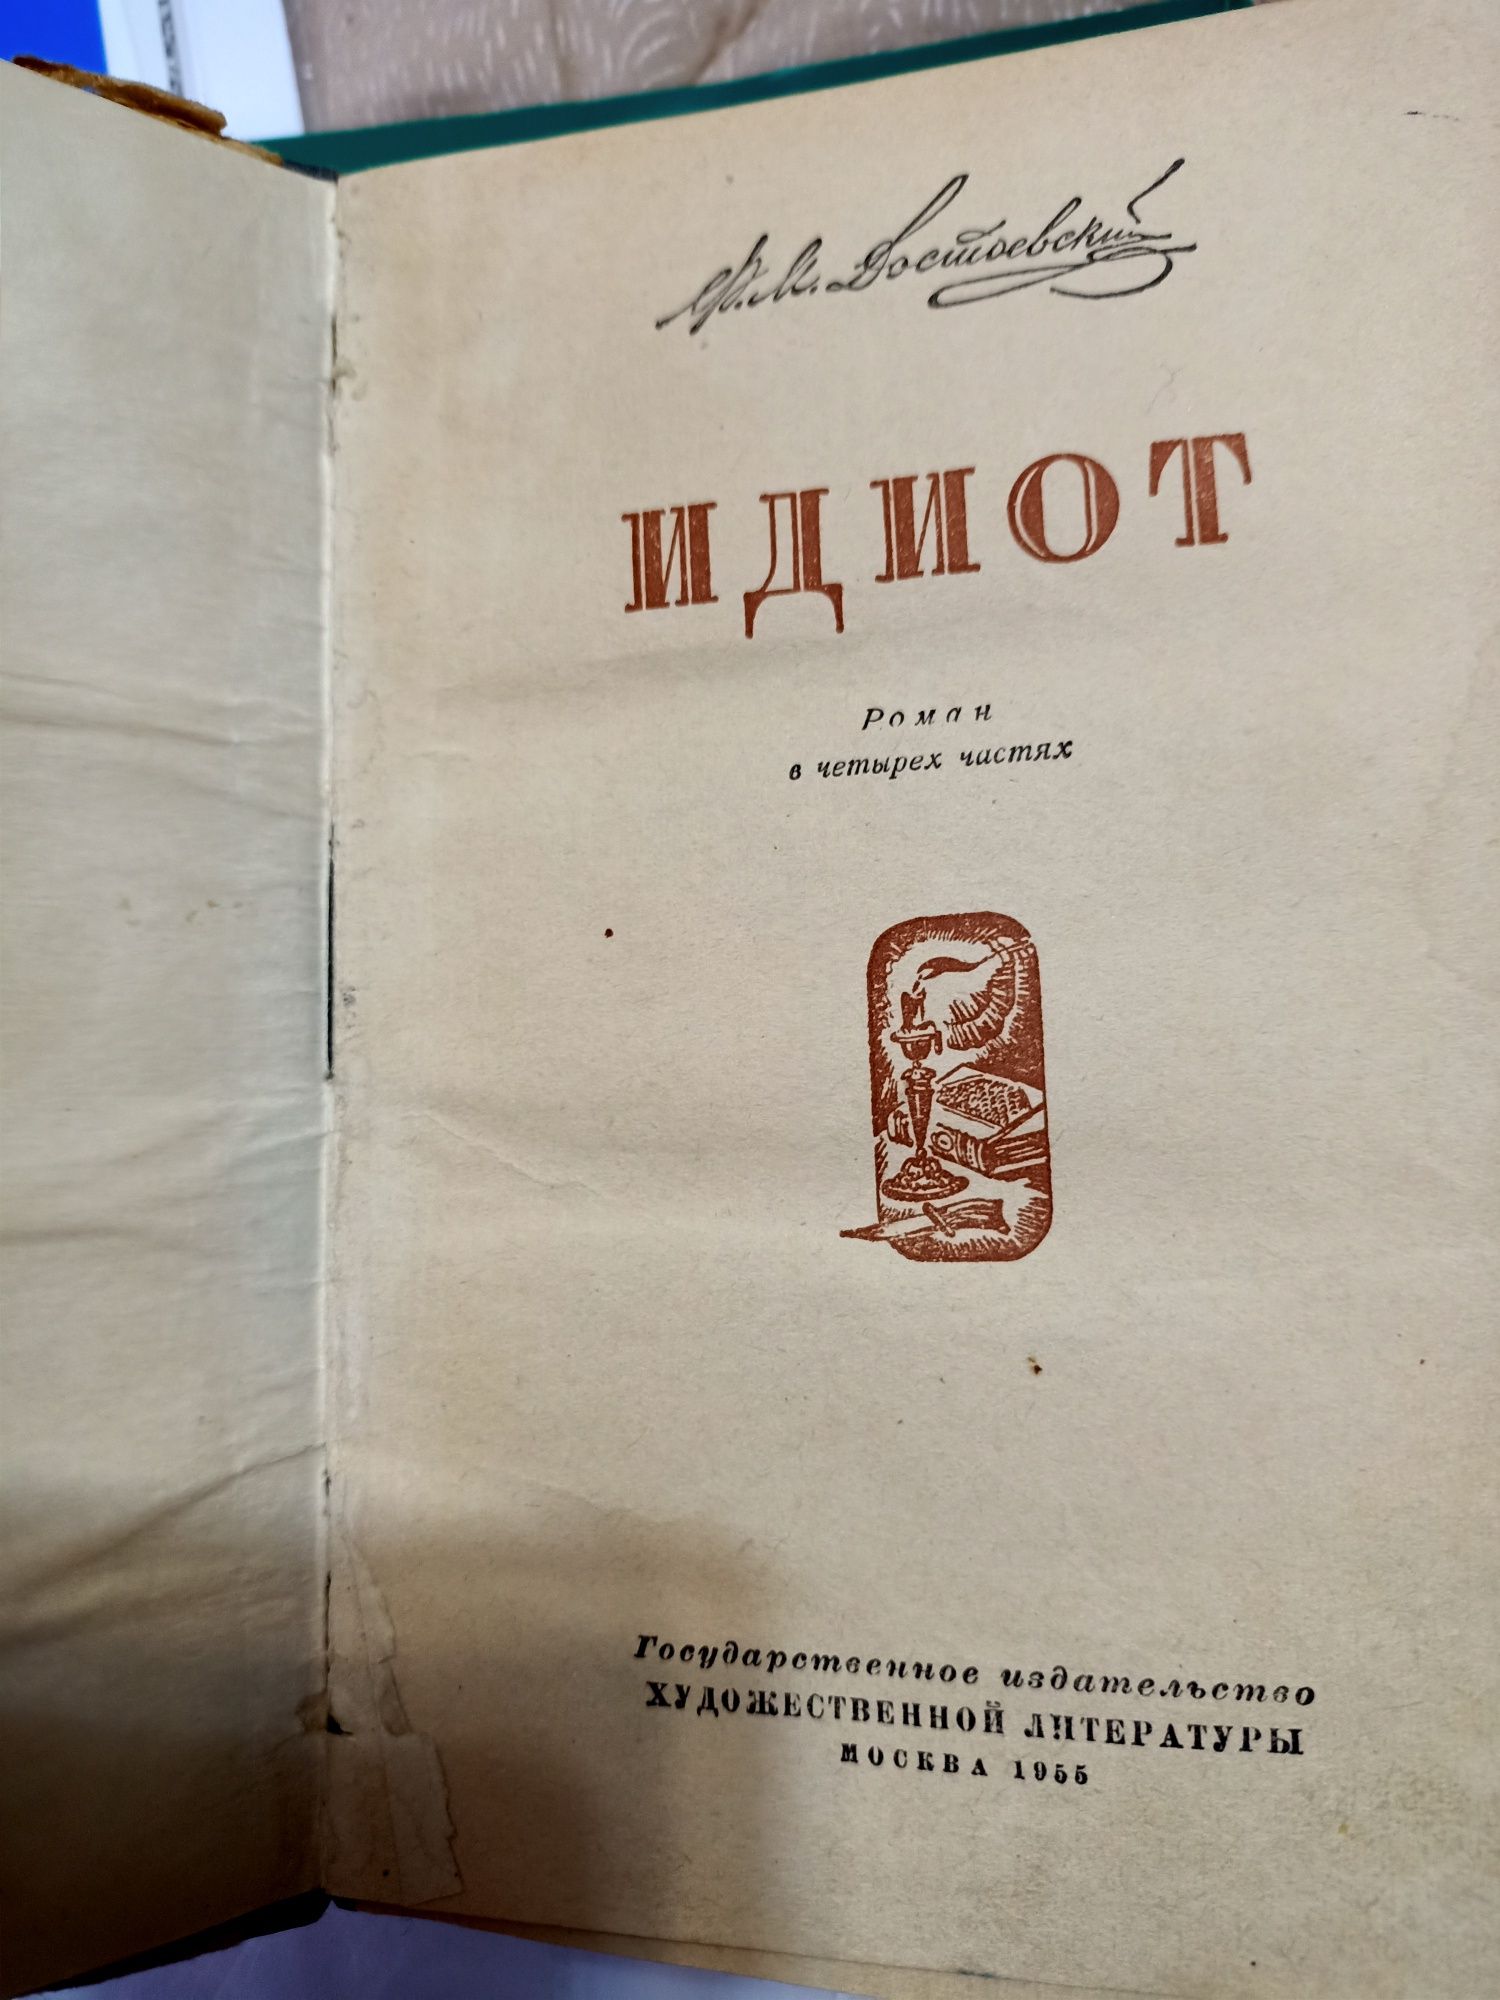 Ф. М. Достоевский
ИДИОТ
Роман
в четырех частях
Государственное издательство
ХУДОЖЕСТВЕННОЙ ЛИТЕРАТУРЫ
МОСКВА 1955